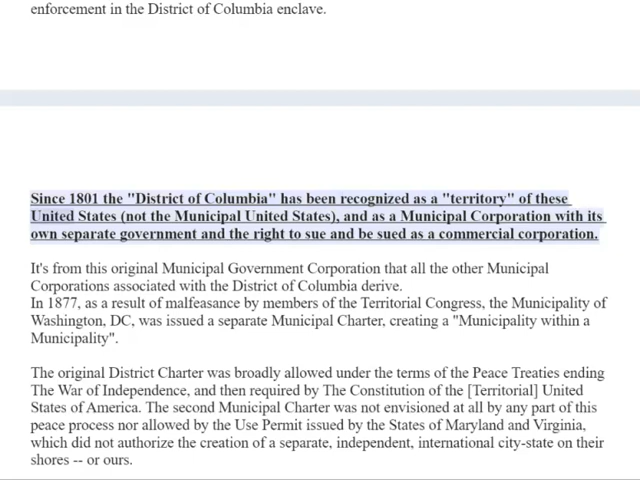 enforcement in the District of Columbia enclave.
Since 1801 the "District of Columbia" has been recognized as a "territory" of these
United States (not the Municipal United States), and as a Municipal Corporation with its
own separate government and the right to sue and be sued as a commercial corporation.
It's from this original Municipal Government Corporation that all the other Municipal
Corporations associated with the District of Columbia derive.
In 1877, as a result of malfeasance by members of the Territorial Congress, the Municipality of
Washington, DC, was issued a separate Municipal Charter, creating a "Municipality within a
Municipality".
The original District Charter was broadly allowed under the terms of the Peace Treaties ending
The War of Independence, and then required by The Constitution of the [Territorial] United
States of America. The second Municipal Charter was not envisioned at all by any part of this
peace process nor allowed by the Use Permit issued by the States of Maryland and Virginia,
which did not authorize the creation of a separate, independent, international city-state on their
shores -- or ours.